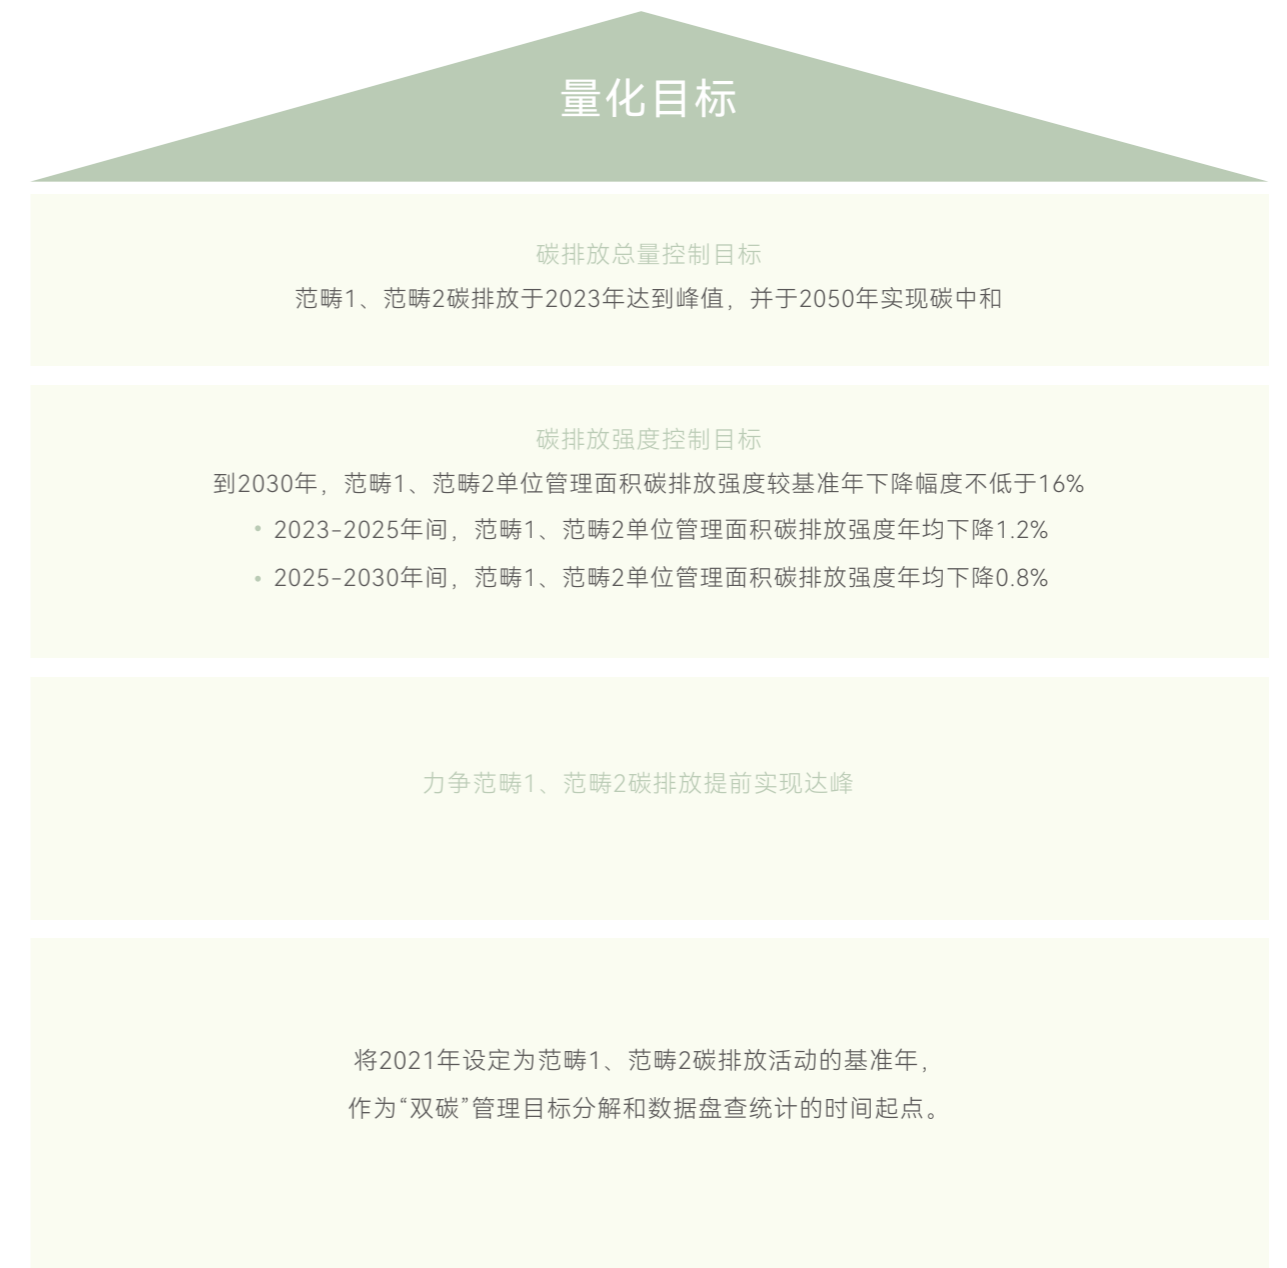 量化目标
碳排放总量控制目标
范畴1、范畴2碳排放于2023年达到峰值，并于2050年实现碳中和
碳排放强度控制目标
到2030年，范畴1、范畴2单位管理面积碳排放强度较基准年下降幅度不低于16%
• 2023-2025年间，范畴1、范畴2单位管理面积碳排放强度年均下降1.2%
• 2025-2030年间，范畴1、范畴2单位管理面积碳排放强度年均下降0.8%
力争范畴1、范畴2碳排放提前实现达峰
将2021年设定为范畴1、范畴2碳排放活动的基准年，
作为“双碳”管理目标分解和数据盘查统计的时间起点。